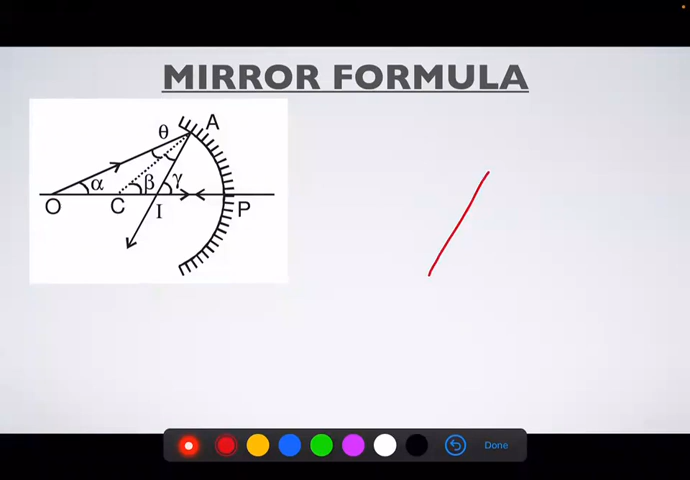 MIRROR FORMULA
θ A
α β γ
O C I P
Done